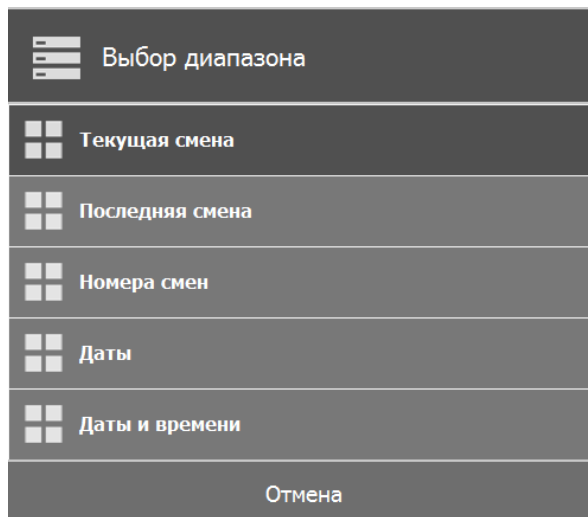 Выбор диапазона
Текущая смена
Последняя смена
Номера смен
Даты
Даты и времени
Отмена